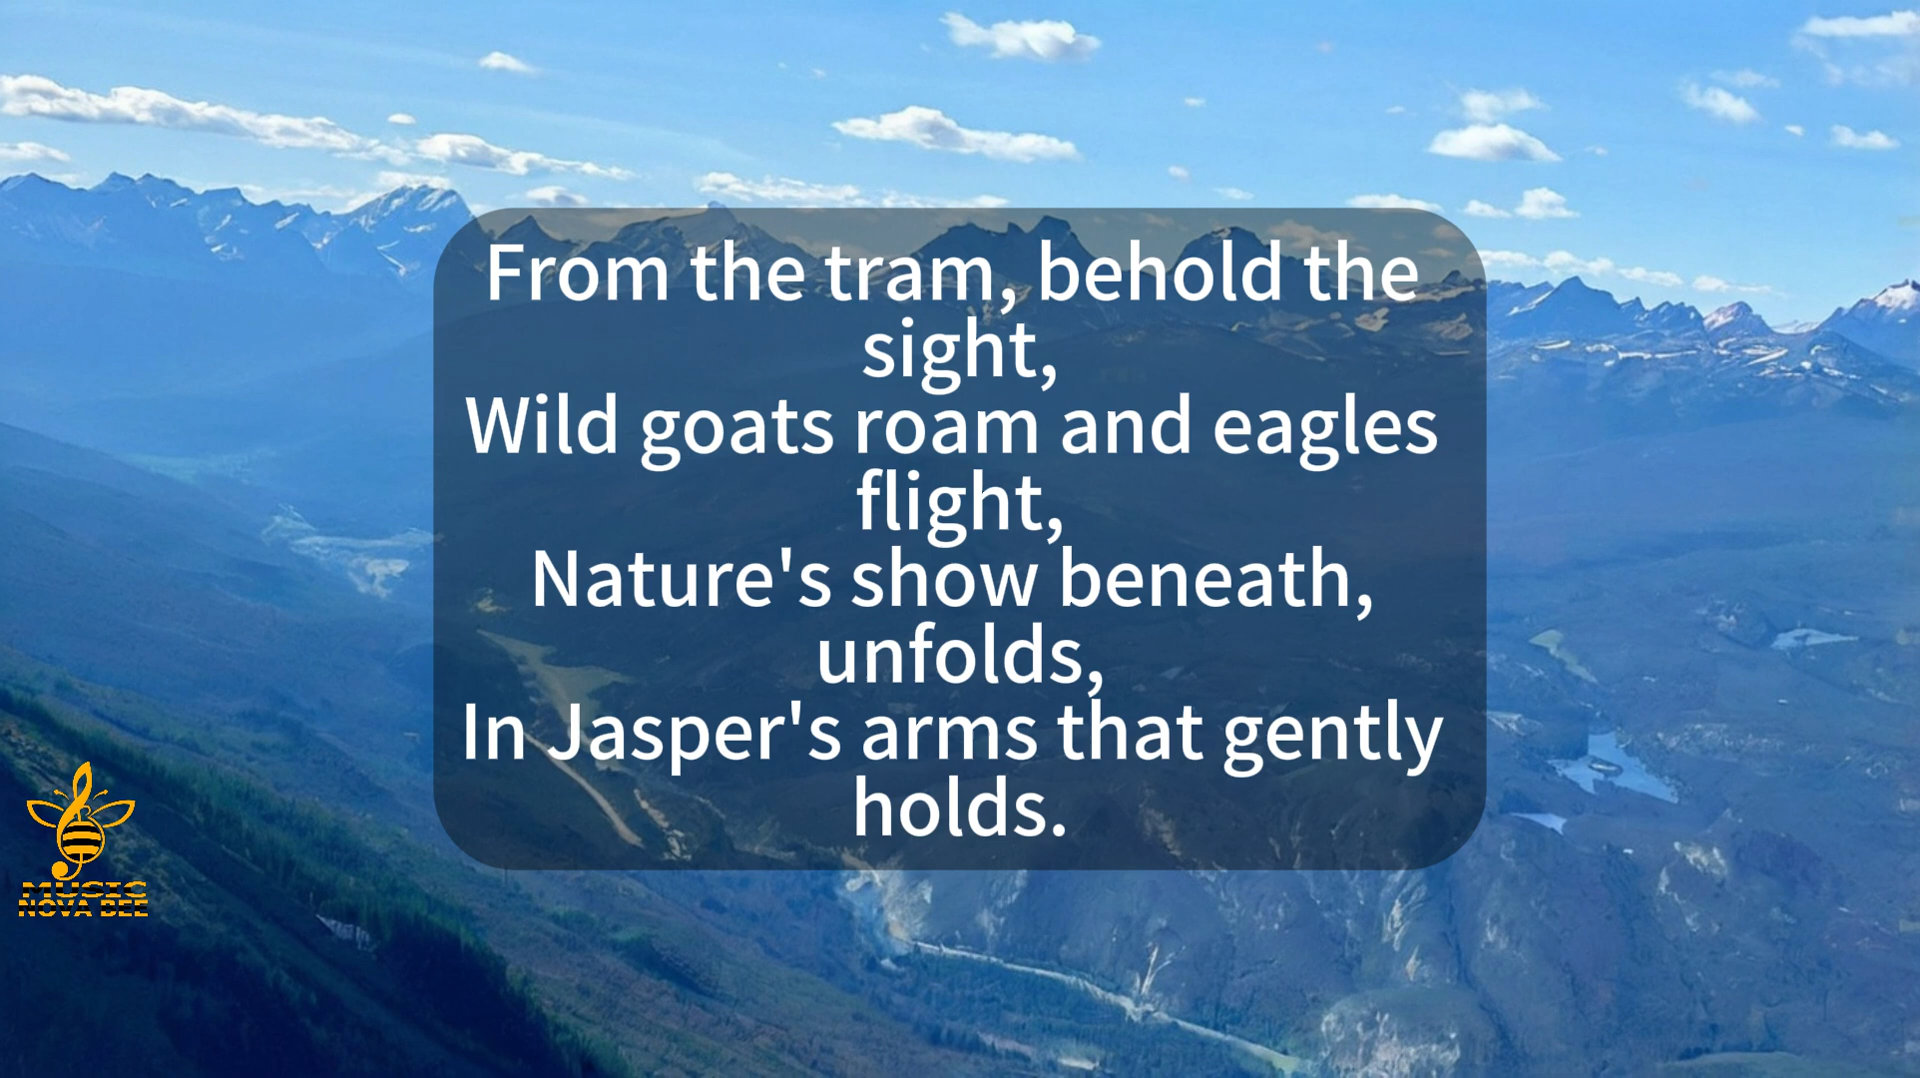 From the tram, behold the
sight,
Wild goats roam and eagles
flight,
Nature's show beneath,
unfolds,
In Jasper's arms that gently
holds.
MUSIC
NOVA BEE